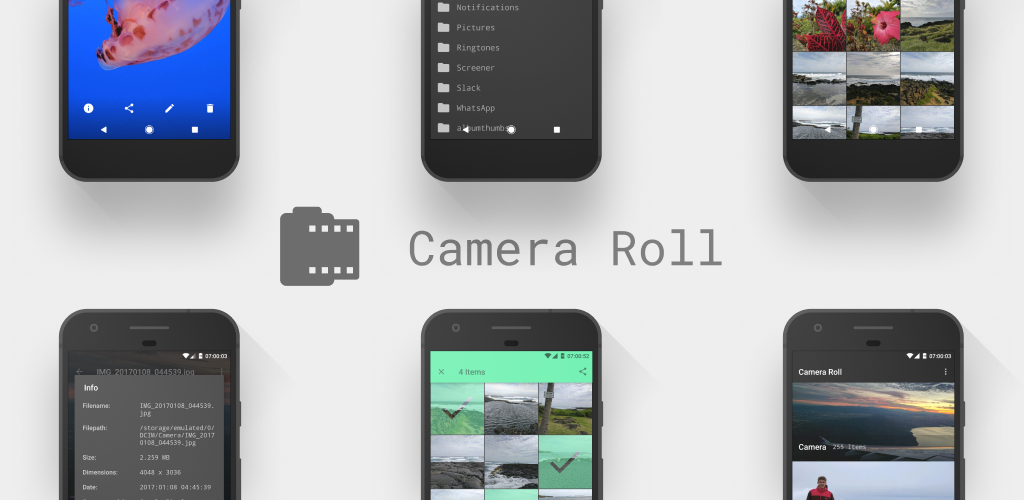 Notifications
Pictures
Ringtones
Screener
Slack
WhatsApp
albumthumbs
Camera Roll
07:00:03
IMG_20170108_044539.jpg
Info
Filename: IMG_20170108_044539.
jpg
Filepath: /storage/emulated/0/
DCIM/Camera/IMG_2017
0108_044539.jpg
Size: 2.259 MB
Dimensions: 4048 x 3036
Date: 2017:01:08 04:45:39
07:00:52
4 Items
07:00:03
Camera Roll
Camera 255 Items